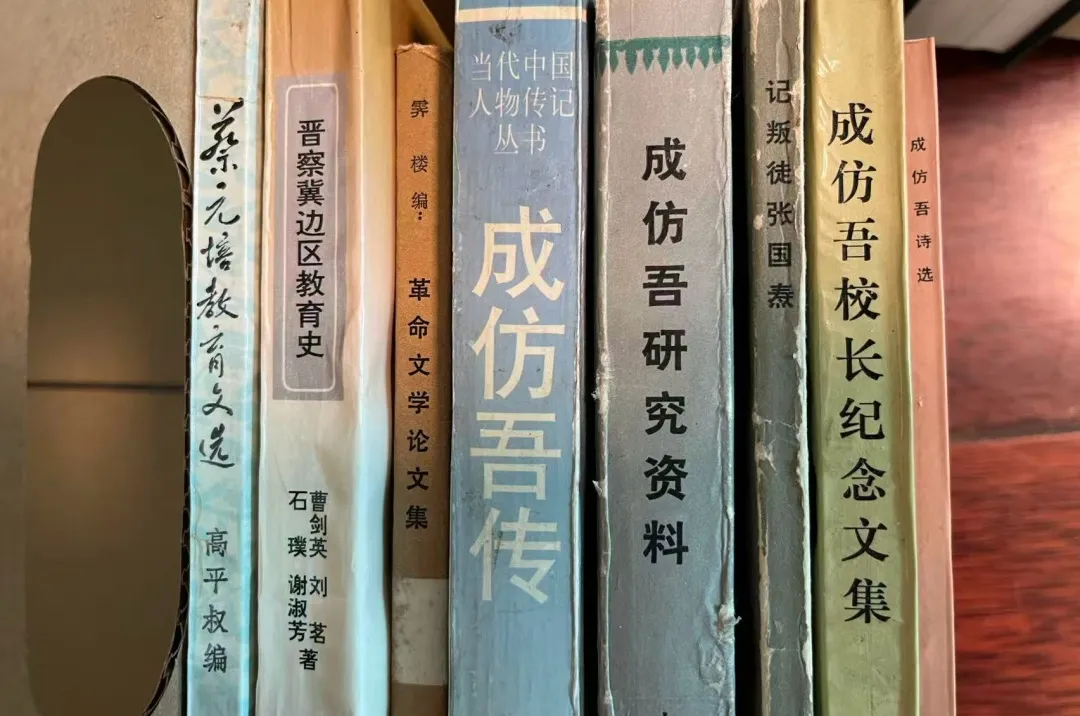 蔡元培教育文选
高平叔编
晋察冀边区教育史
曹剑英 刘茗
石璞 谢淑芳 著
霁楼编：
革命文学论文集
当代中国
人物传记
丛书
成仿吾传
成仿吾研究资料
记叛徒张国焘
成仿吾校长纪念文集
成仿吾诗选